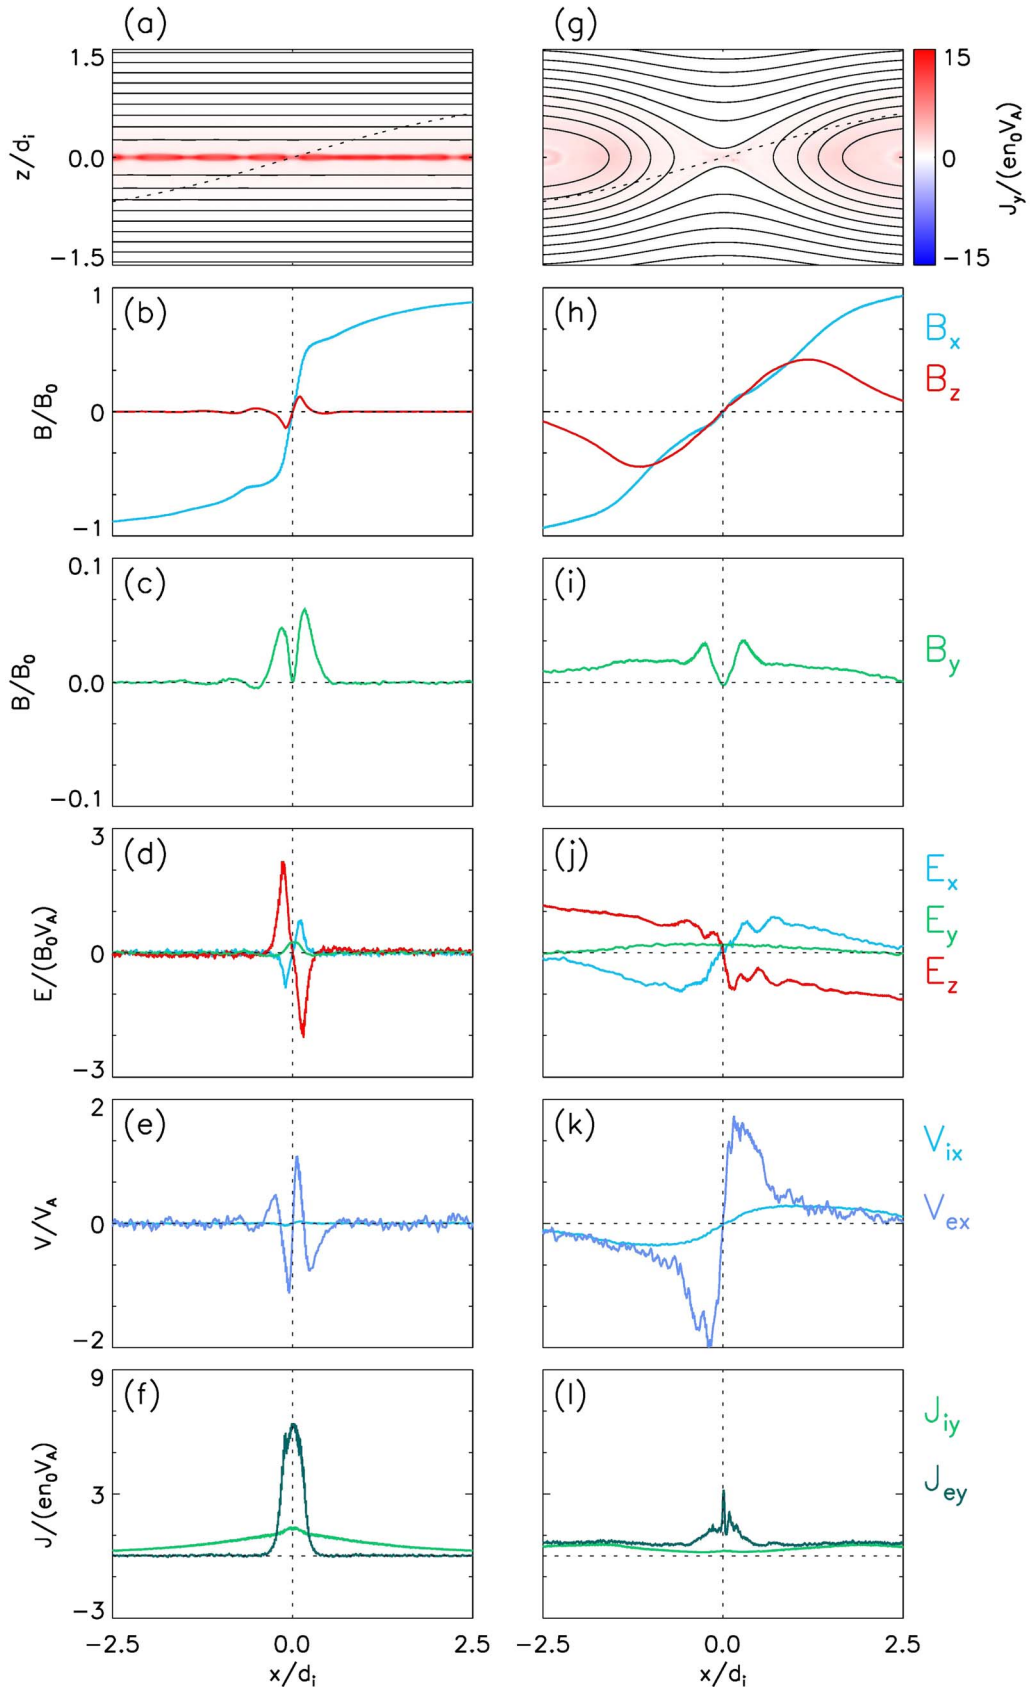 (a)
(g)
1.5
0.0
−1.5
z/d_i
15
0
−15
J_y/(en_0V_A)
(b)
(h)
1
0
−1
B/B_0
B_x
B_z
(c)
(i)
0.1
0.0
−0.1
B/B_0
B_y
(d)
(j)
3
0
−3
E/(B_0V_A)
E_x
E_y
E_z
(e)
(k)
2
0
−2
V/V_A
V_ix
V_ex
(f)
(l)
9
3
−3
J/(en_0V_A)
J_iy
J_ey
−2.5 0.0 2.5
−2.5 0.0 2.5
x/d_i
x/d_i